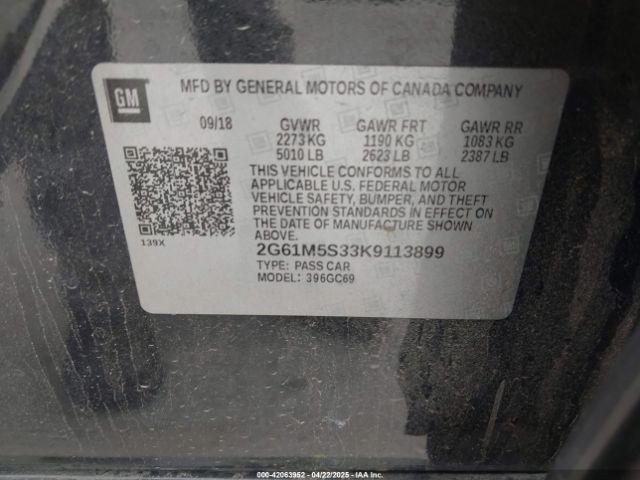 GM
MFD BY GENERAL MOTORS OF CANADA COMPANY
09/18 GVWR GAWR FRT GAWR RR
2273 KG 1190 KG 1083 KG
5010 LB 2623 LB 2387 LB
THIS VEHICLE CONFORMS TO ALL
APPLICABLE U.S. FEDERAL MOTOR
VEHICLE SAFETY, BUMPER, AND THEFT
PREVENTION STANDARDS IN EFFECT ON
THE DATE OF MANUFACTURE SHOWN
ABOVE.
139X
2G61M5S33K9113899
TYPE: PASS CAR
MODEL: 396GC69
000-42063952 - 04/22/2025 - IAAI.COM